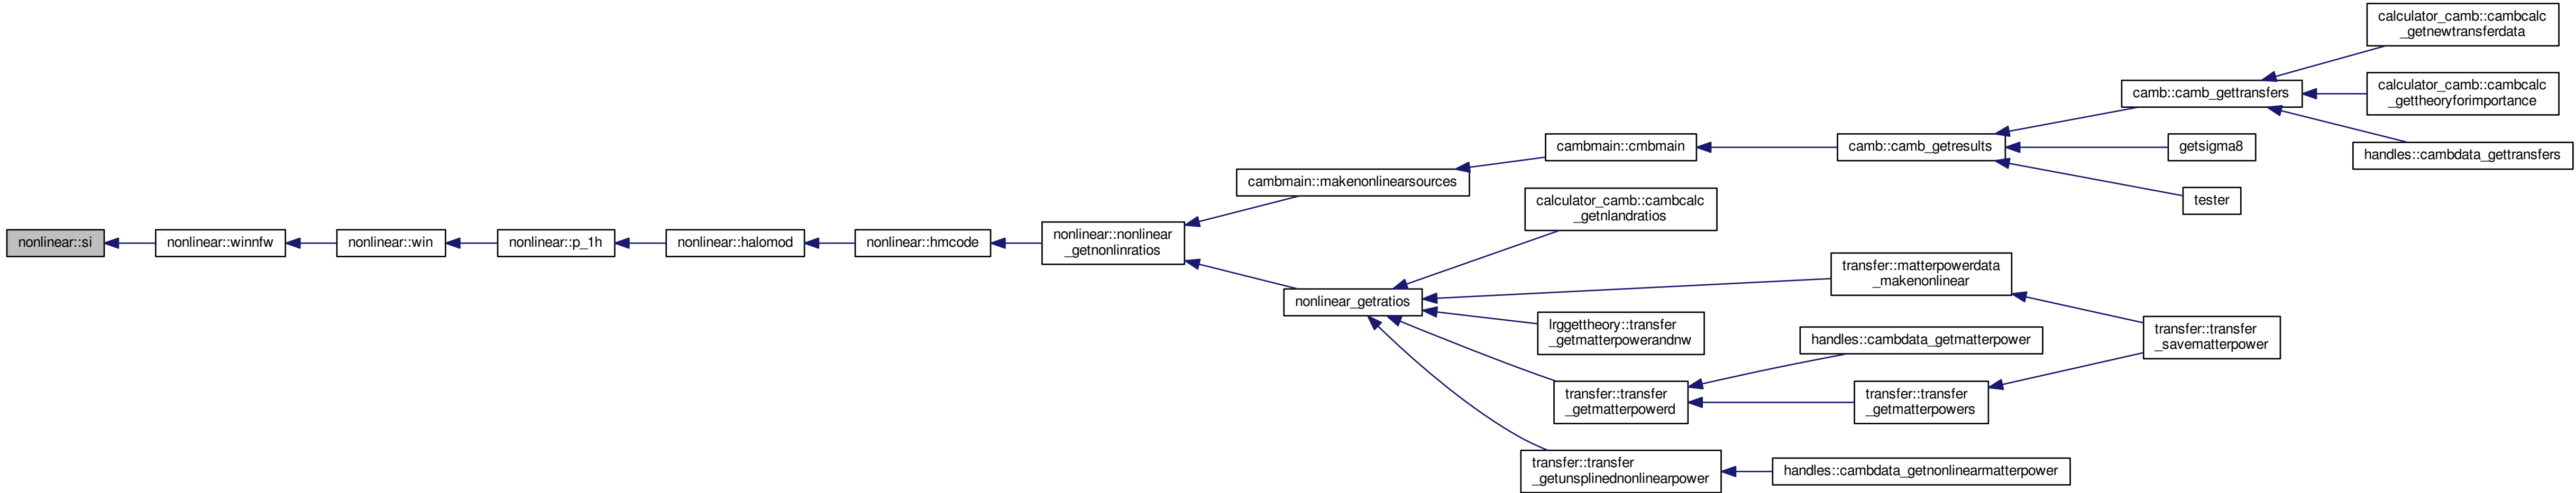 nonlinear::si
nonlinear::winnfw
nonlinear::win
nonlinear::p_1h
nonlinear::halomod
nonlinear::hmcode
nonlinear::nonlinear
_getnonlinratios
cambmain::makenonlinearsources
cambmain::cmbmain
camb::camb_getresults
camb::camb_gettransfers
calculator_camb::cambcalc
_getnewtransferdata
calculator_camb::cambcalc
_gettheoryforimportance
handles::cambdata_gettransfers
getsigma8
tester
nonlinear_getratios
calculator_camb::cambcalc
_getnlandratios
transfer::matterpowerdata
_makenonlinear
lrggettheory::transfer
_getmatterpowerandnw
handles::cambdata_getmatterpower
transfer::transfer
_savematterpower
transfer::transfer
_getmatterpowerd
transfer::transfer
_getmatterpowers
transfer::transfer
_getunsplinednonlinearpower
handles::cambdata_getnonlinearmatterpower